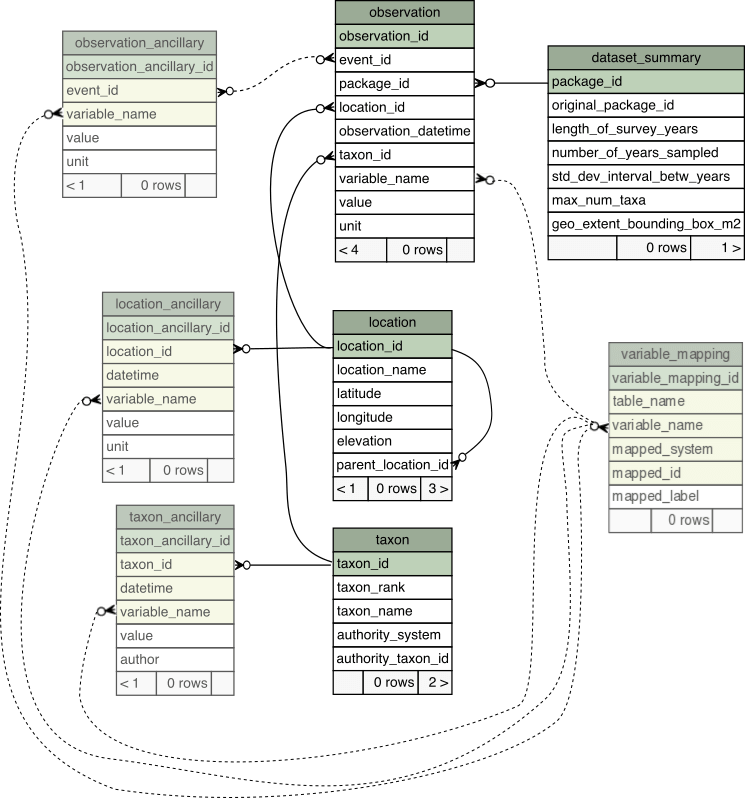 observation
observation_id
event_id
package_id
location_id
observation_datetime
taxon_id
variable_name
value
unit
< 4 0 rows
observation_ancillary
observation_ancillary_id
event_id
variable_name
value
unit
< 1 0 rows
dataset_summary
package_id
original_package_id
length_of_survey_years
number_of_years_sampled
std_dev_interval_betw_years
max_num_taxa
geo_extent_bounding_box_m2
0 rows 1 >
location_ancillary
location_ancillary_id
location_id
datetime
variable_name
value
unit
< 1 0 rows
location
location_id
location_name
latitude
longitude
elevation
parent_location_id
< 1 0 rows 3 >
variable_mapping
variable_mapping_id
table_name
variable_name
mapped_system
mapped_id
mapped_label
0 rows
taxon_ancillary
taxon_ancillary_id
taxon_id
datetime
variable_name
value
author
< 1 0 rows
taxon
taxon_id
taxon_rank
taxon_name
authority_system
authority_taxon_id
0 rows 2 >